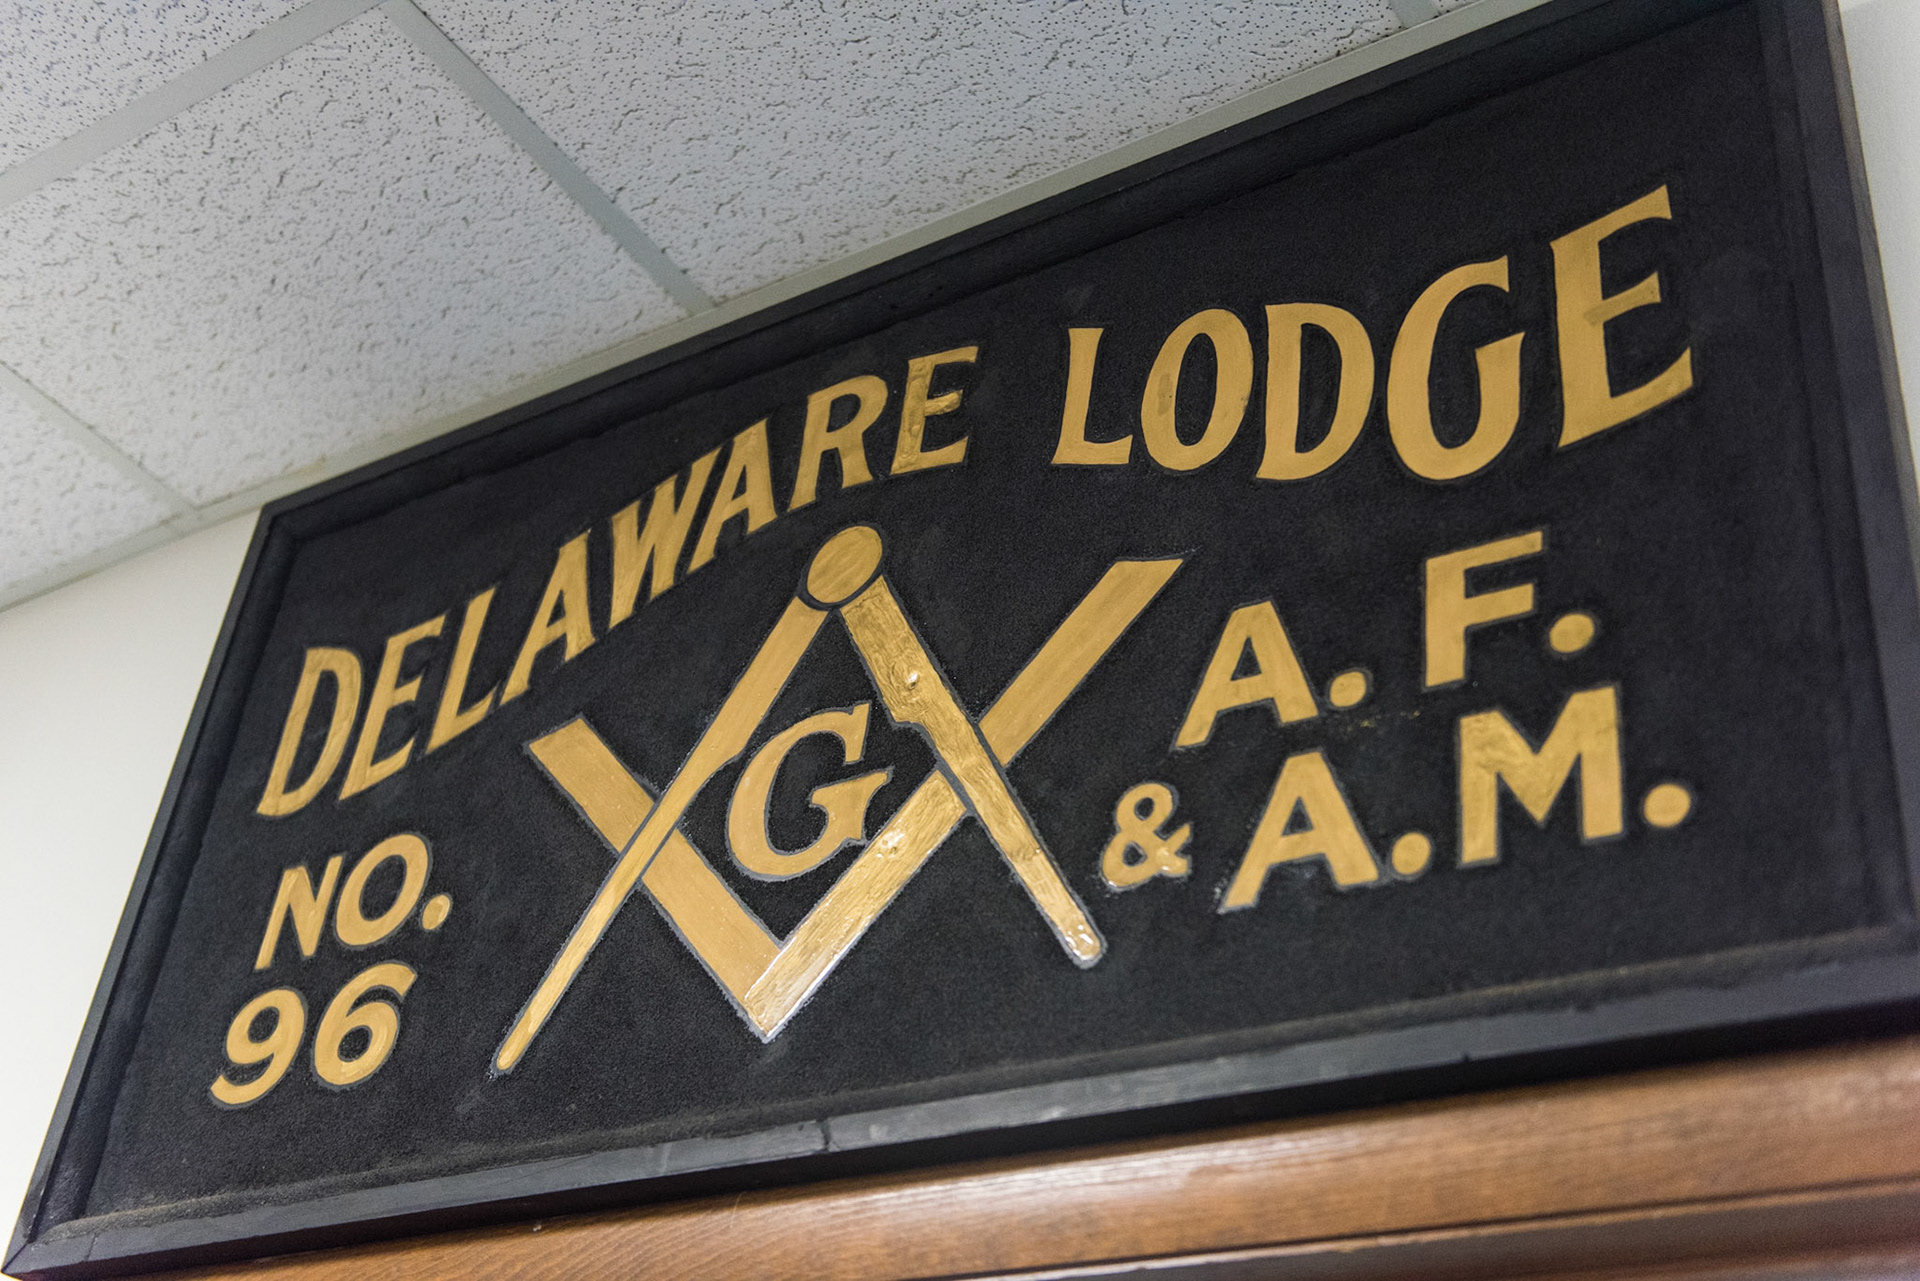 DELAWARE LODGE
NO.
96
G
A. F.
& A. M.